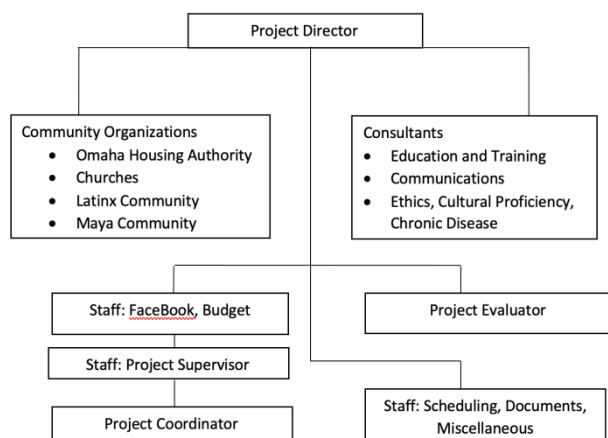 Project Director
Community Organizations
• Omaha Housing Authority
• Churches
• Latinx Community
• Maya Community
Consultants
• Education and Training
• Communications
• Ethics, Cultural Proficiency,
Chronic Disease
Staff: FaceBook, Budget
Project Evaluator
Staff: Project Supervisor
Project Coordinator
Staff: Scheduling, Documents,
Miscellaneous